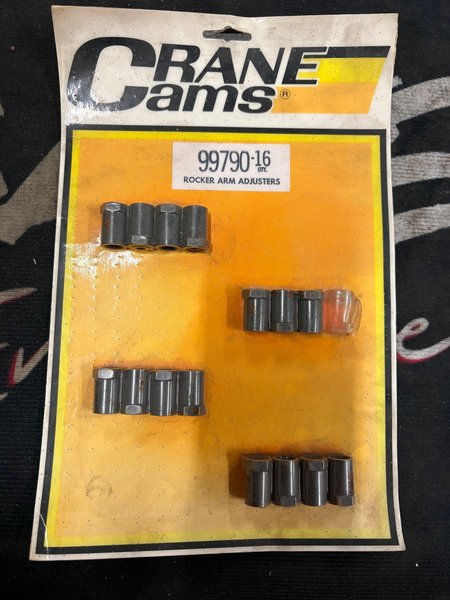 CRANE
Cams®
99790-16
QTY.
ROCKER ARM ADJUSTERS